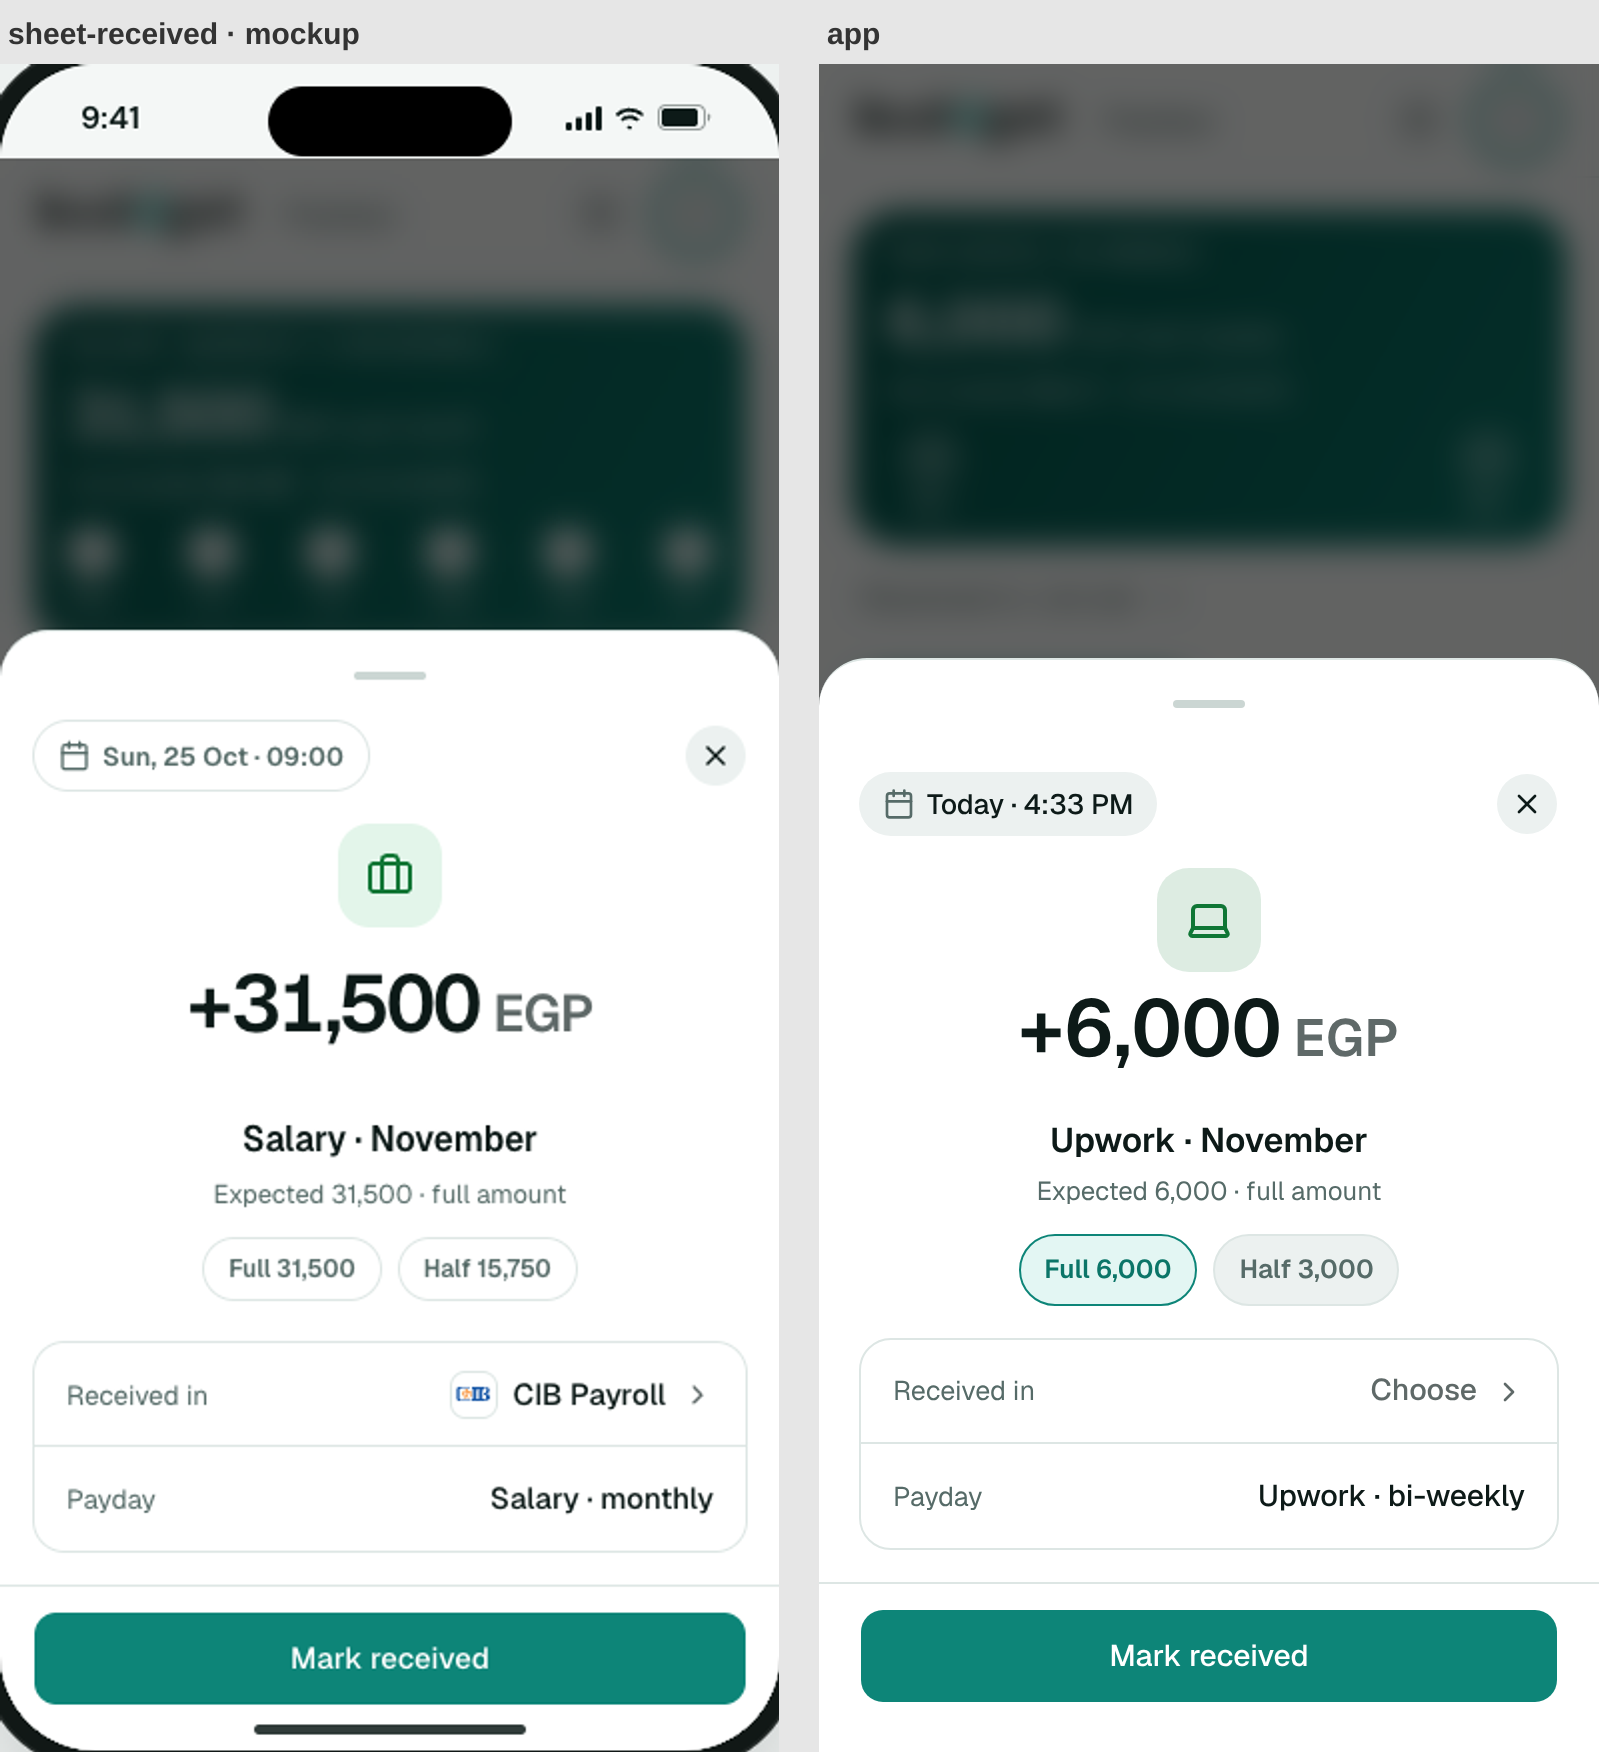 sheet-received · mockup
9:41
Sun, 25 Oct · 09:00
+31,500 EGP
Salary · November
Expected 31,500 · full amount
Full 31,500
Half 15,750
Received in
CIB
CIB Payroll
Payday
Salary · monthly
Mark received
app
Today · 4:33 PM
+6,000 EGP
Upwork · November
Expected 6,000 · full amount
Full 6,000
Half 3,000
Received in
Choose
Payday
Upwork · bi-weekly
Mark received